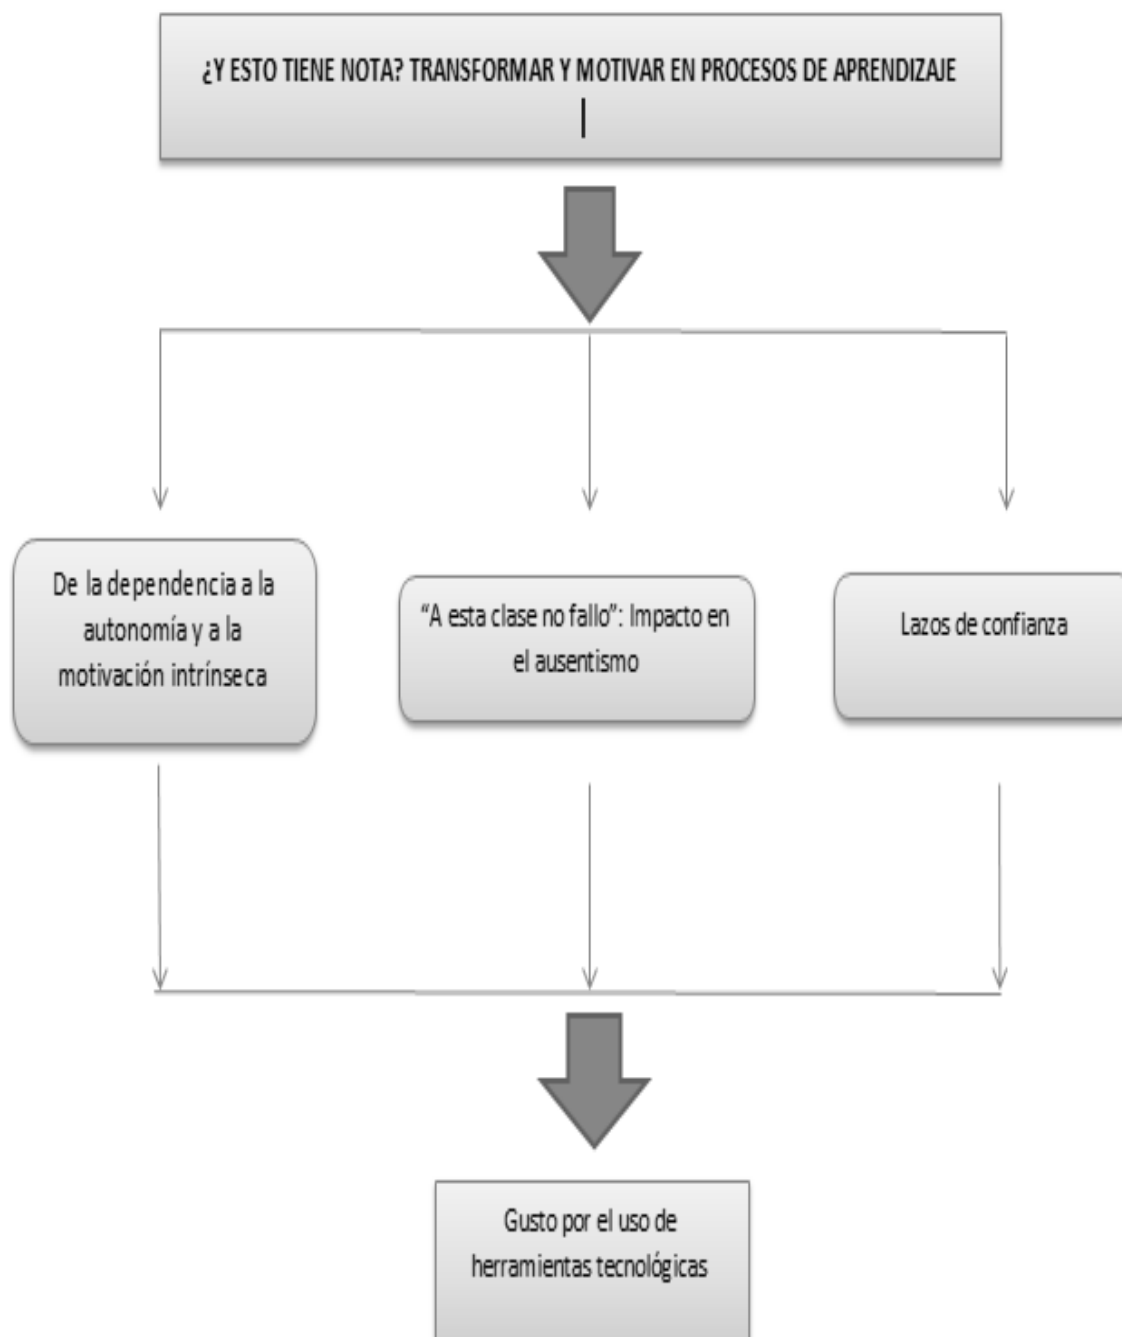 ¿Y ESTO TIENE NOTA? TRANSFORMAR Y MOTIVAR EN PROCESOS DE APRENDIZAJE
De la dependencia a la
autonomía y a la
motivación intrínseca
“A esta clase no fallo”: Impacto en
el ausentismo
Lazos de confianza
Gusto por el uso de
herramientas tecnológicas